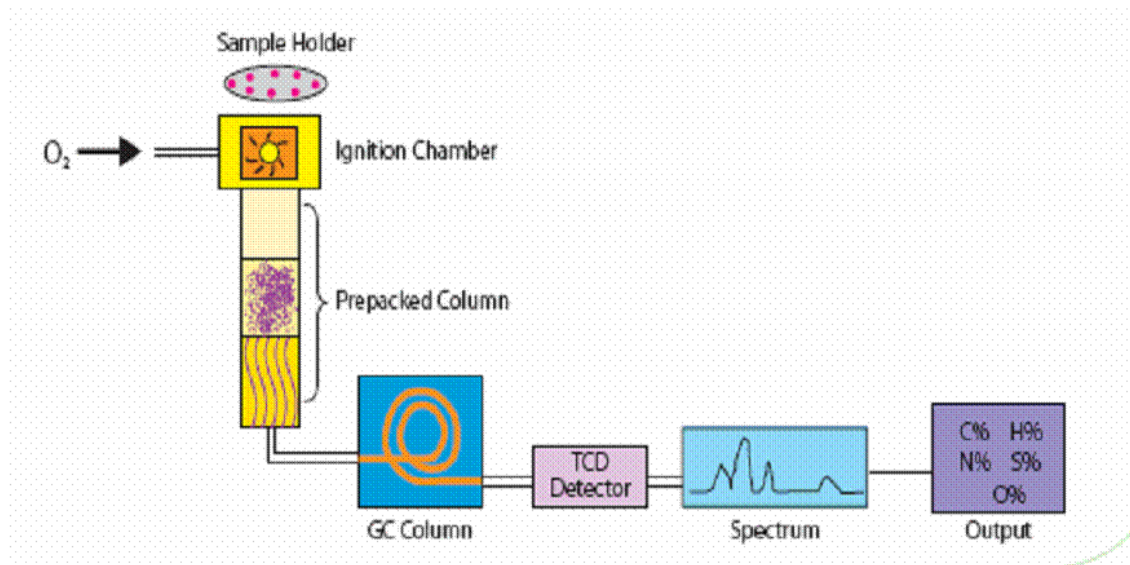 Sample Holder
O₂
Ignition Chamber
Prepacked Column
GC Column
TCD
Detector
Spectrum
C% H%
N% S%
O%
Output